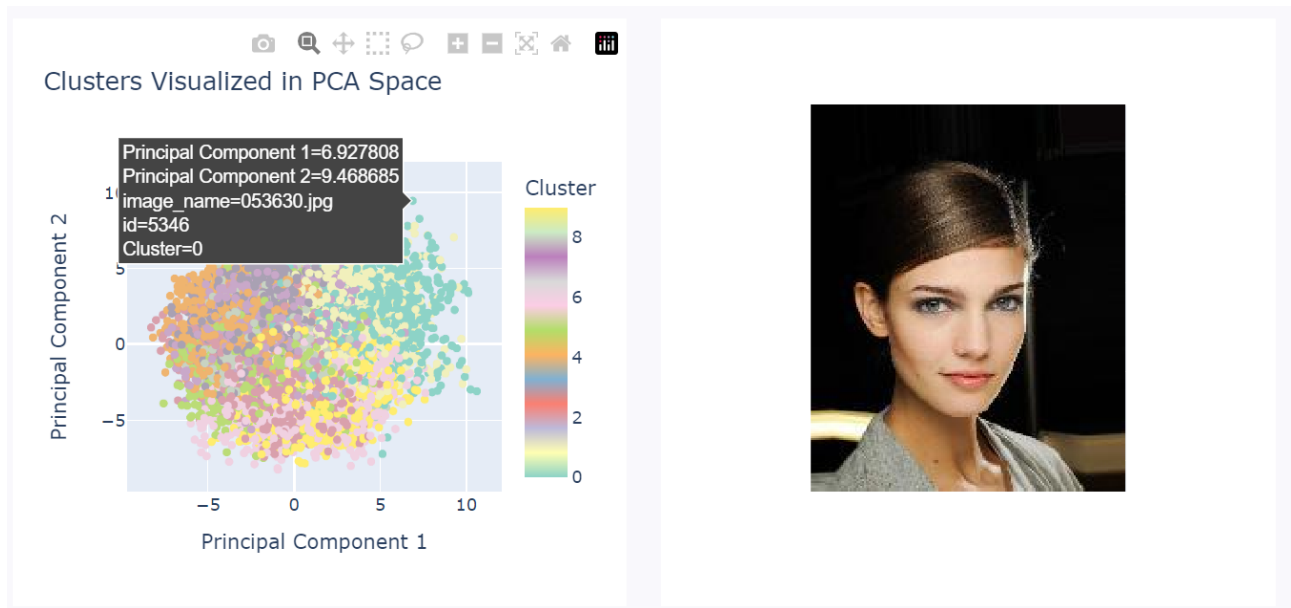 Clusters Visualized in PCA Space
Principal Component 1=6.927808
Principal Component 2=9.468685
image_name=053630.jpg
id=5346
Cluster=0
Cluster
8
6
4
2
0
Principal Component 2
5
0
−5
−5
0
5
10
Principal Component 1